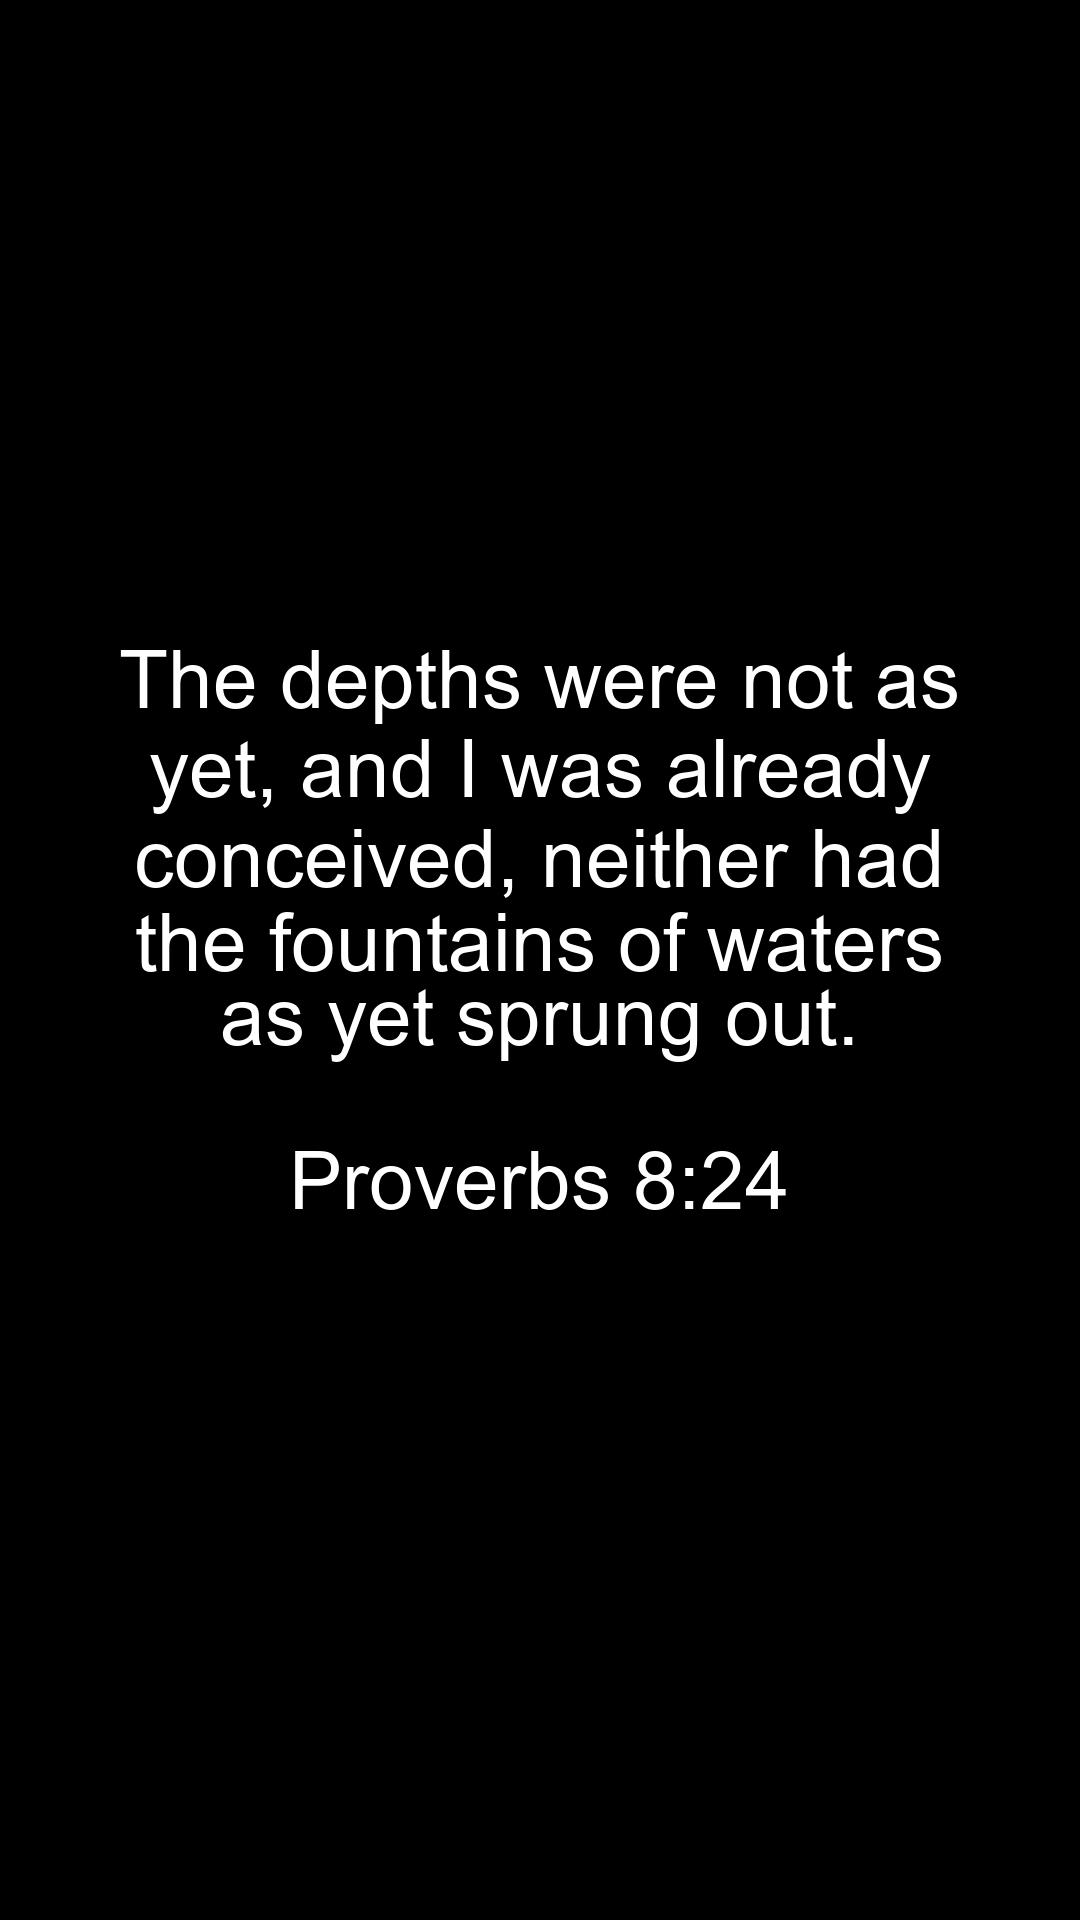 The depths were not as
yet, and I was already
conceived, neither had
the fountains of waters
as yet sprung out.
Proverbs 8:24